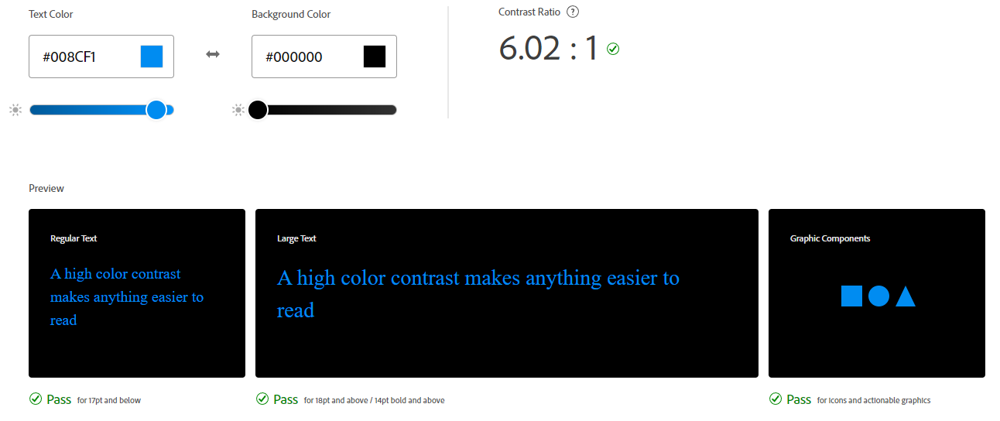 Text Color
Background Color
Contrast Ratio ?
#008CF1
#000000
6.02 : 1
Preview
Regular Text
A high color contrast
makes anything easier to
read
Pass for 17pt and below
Large Text
A high color contrast makes anything easier to
read
Pass for 18pt and above / 14pt bold and above
Graphic Components
Pass for icons and actionable graphics